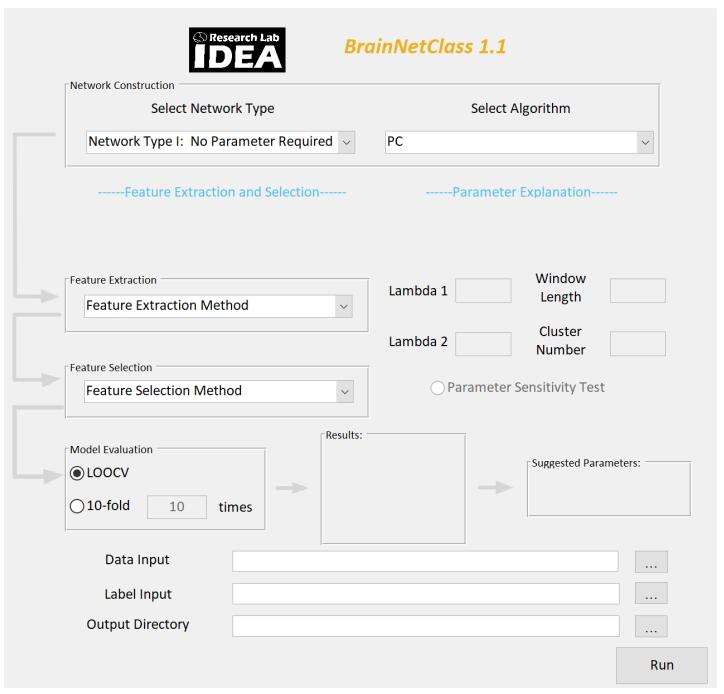 Research Lab
IDEA
BrainNetClass 1.1
Network Construction
Select Network Type
Select Algorithm
Network Type I: No Parameter Required
PC
------Feature Extraction and Selection------
------Parameter Explanation------
Feature Extraction
Feature Extraction Method
Lambda 1
Window
Length
Lambda 2
Cluster
Number
Feature Selection
Feature Selection Method
Parameter Sensitivity Test
Model Evaluation
LOOCV
10-fold 10 times
Results:
Suggested Parameters:
Data Input ...
Label Input ...
Output Directory ...
Run